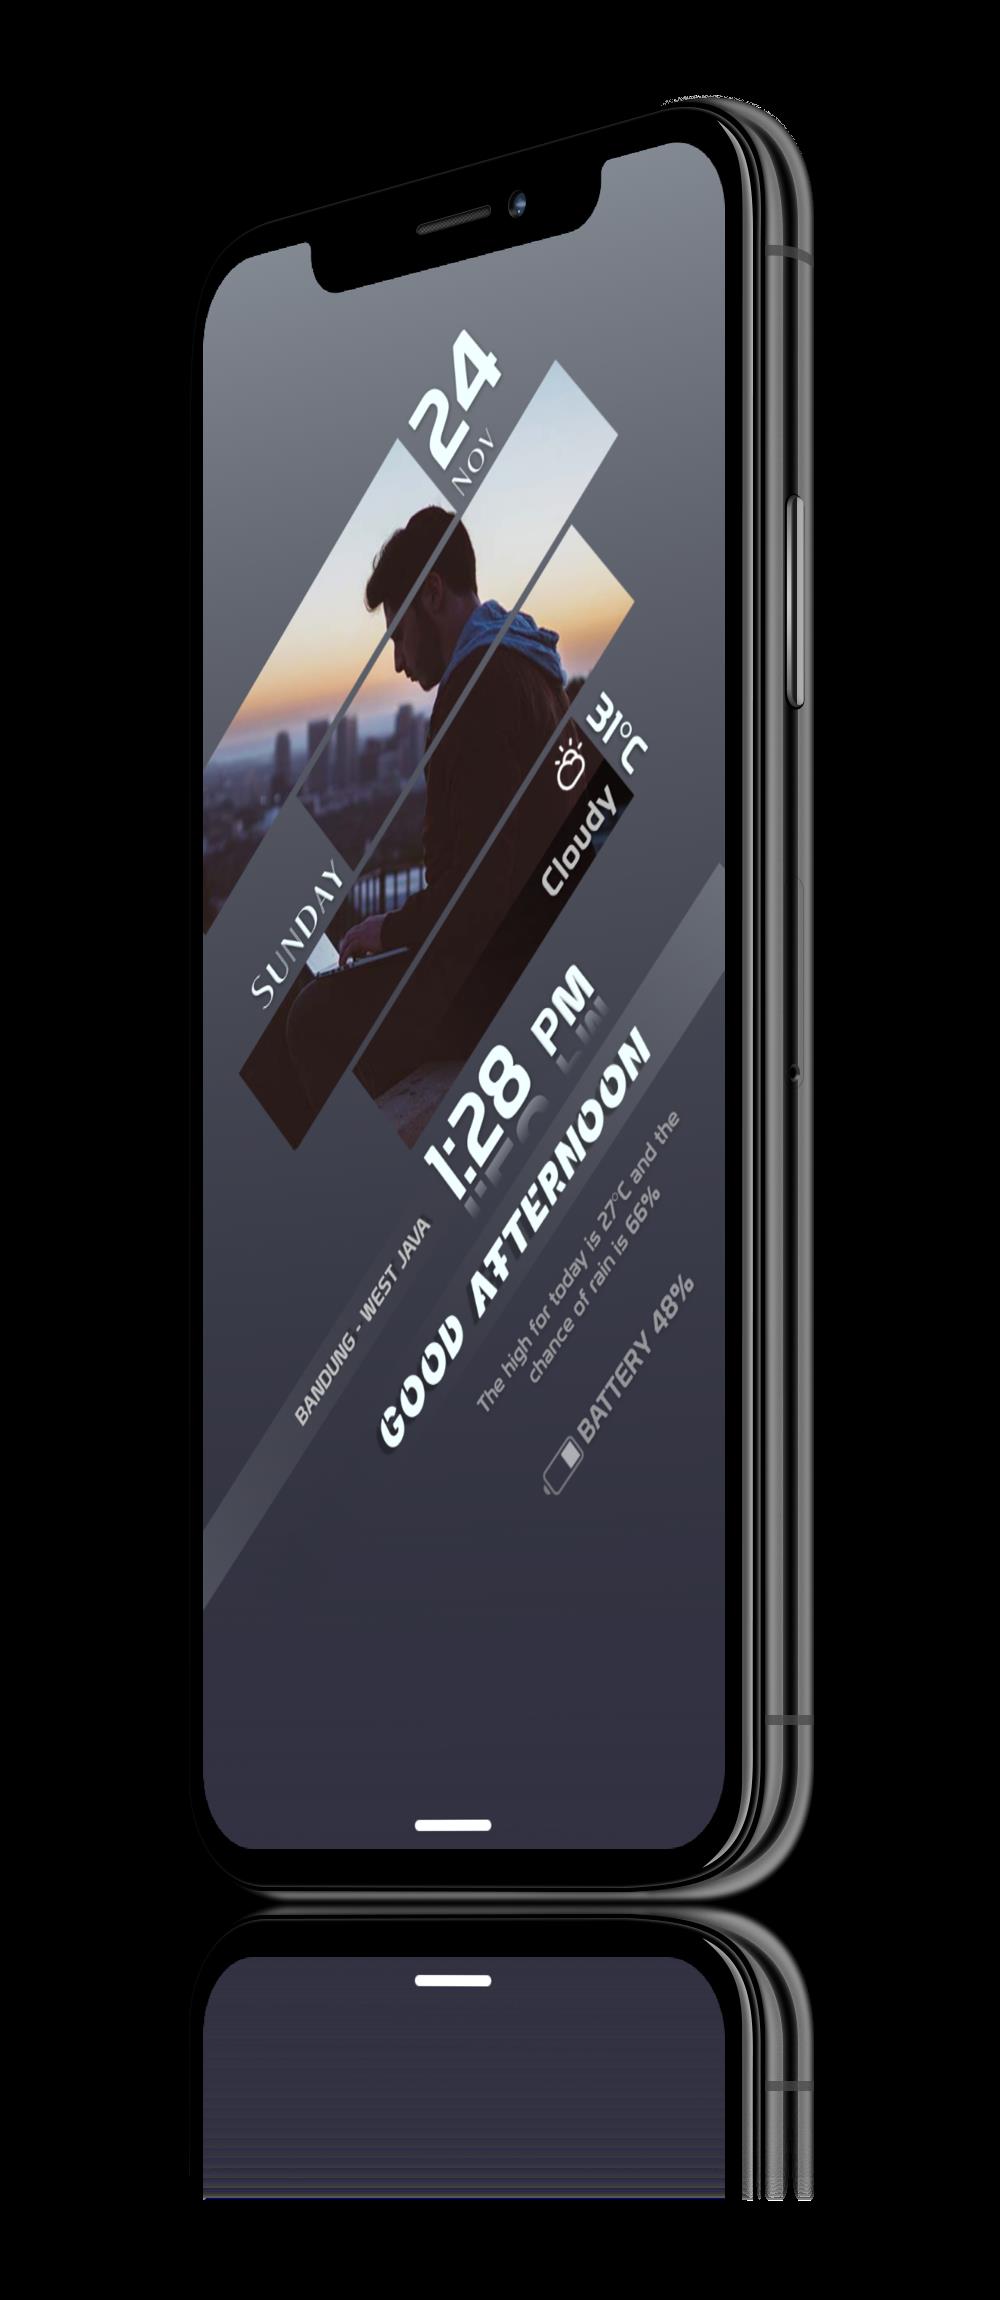 24
NOV
SUNDAY
31°C
Cloudy
1:28 PM
BANDUNG - WEST JAVA
GOOD AFTERNOON
The high for today is 27°C and the
chance of rain is 66%
BATTERY 48%